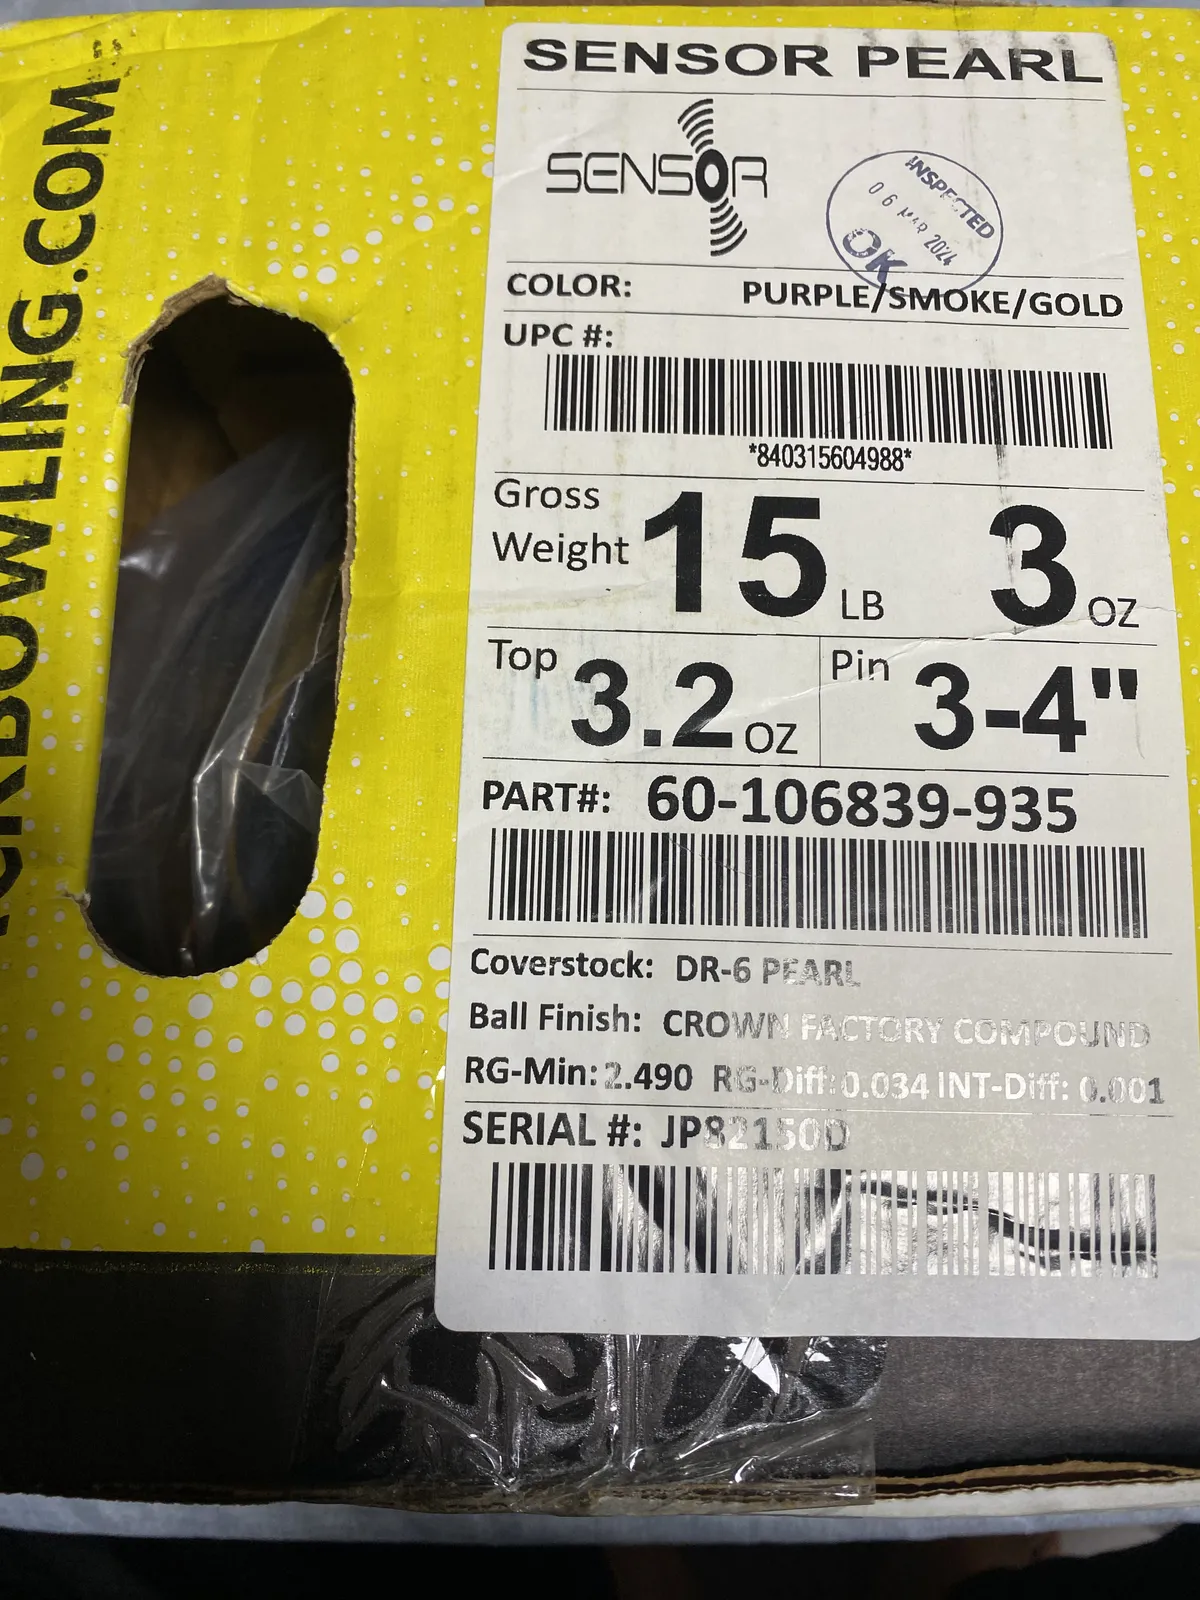 BOWLING.COM
SENSOR PEARL
SENSOR
INSPECTED
06 MAR 2024
OK
COLOR: PURPLE/SMOKE/GOLD
UPC #:
*840315604988*
Gross Weight 15 LB 3 OZ
Top 3.2 OZ Pin 3-4"
PART#: 60-106839-935
Coverstock: DR-6 PEARL
Ball Finish: CROWN FACTORY COMPOUND
RG-Min: 2.490 RG-Diff: 0.034 INT-Diff: 0.001
SERIAL #: JP82150D